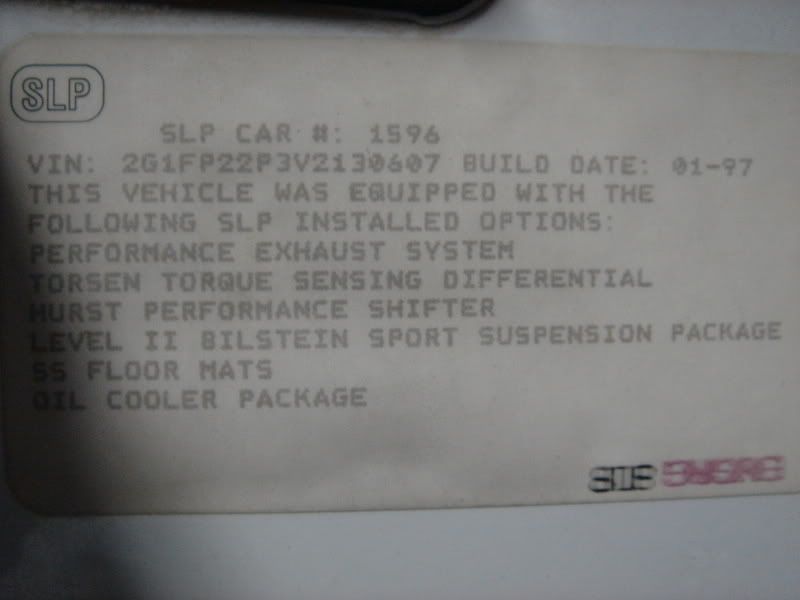 SLP
SLP CAR #: 1596
VIN: 2G1FP22P3V2130607 BUILD DATE: 01-97
THIS VEHICLE WAS EQUIPPED WITH THE
FOLLOWING SLP INSTALLED OPTIONS:
PERFORMANCE EXHAUST SYSTEM
TORSEN TORQUE SENSING DIFFERENTIAL
HURST PERFORMANCE SHIFTER
LEVEL II BILSTEIN SPORT SUSPENSION PACKAGE
SS FLOOR MATS
OIL COOLER PACKAGE